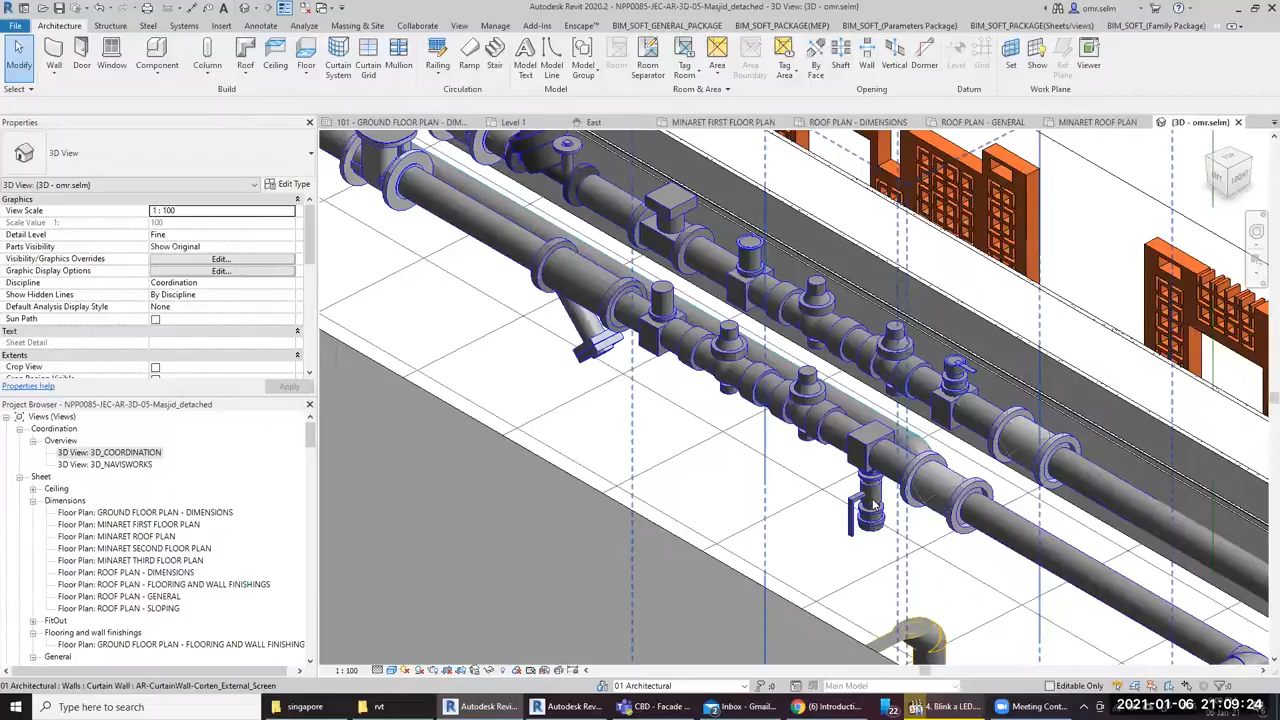 Autodesk Revit 2020.2 - NPP0085-JEC-AR-3D-05-Masjid_detached - 3D View: {3D - omr.selm}
omr.selm
File Architecture Structure Steel Systems Insert Annotate Analyze Massing & Site Collaborate View Manage Add-Ins Enscape™ BIM_SOFT_GENERAL_PACKAGE BIM_SOFT_PACKAGE(MEP) BIM_SOFT_(Parameters Package) BIM_SOFT_PACKAGE(Sheets/views) BIM_SOFT_(Family Package)
Modify Wall Door Window Component Column Roof Ceiling Floor Curtain System Curtain Grid Mullion Railing Ramp Stair Model Text Model Line Model Group Room Room Separator Tag Room Area Area Boundary Tag Area By Face Shaft Wall Vertical Dormer Level Grid Set Show Ref Plane Viewer
Select Build Circulation Model Room & Area Opening Datum Work Plane
Properties
101 - GROUND FLOOR PLAN - DIM... Level 1 East MINARET FIRST FLOOR PLAN ROOF PLAN - DIMENSIONS ROOF PLAN - GENERAL MINARET ROOF PLAN {3D - omr.selm}
3D View
3D View: {3D - omr.selm} Edit Type
Graphics
View Scale 1 : 100
Scale Value 1: 100
Detail Level Fine
Parts Visibility Show Original
Visibility/Graphics Overrides Edit...
Graphic Display Options Edit...
Discipline Coordination
Show Hidden Lines By Discipline
Default Analysis Display Style None
Sun Path
Text
Sheet Detail
Extents
Crop View
Properties help Apply
Project Browser - NPP0085-JEC-AR-3D-05-Masjid_detached
Views (Views)
Coordination
Overview
3D View: 3D_COORDINATION
3D View: 3D_NAVISWORKS
Sheet
Ceiling
Dimensions
Floor Plan: GROUND FLOOR PLAN - DIMENSIONS
Floor Plan: MINARET FIRST FLOOR PLAN
Floor Plan: MINARET ROOF PLAN
Floor Plan: MINARET SECOND FLOOR PLAN
Floor Plan: MINARET THIRD FLOOR PLAN
Floor Plan: ROOF PLAN - DIMENSIONS
Floor Plan: ROOF PLAN - FLOORING AND WALL FINISHINGS
Floor Plan: ROOF PLAN - GENERAL
Floor Plan: ROOF PLAN - SLOPING
FitOut
Flooring and wall finishings
Floor Plan: GROUND FLOOR PLAN - FLOORING AND WALL FINISHING
General
1 : 100
01 Architectural : Walls : Curtain Wall : AR-CurtainWall-Corten_External_Screen 01 Architectural :0 Main Model Editable Only :0
Type here to search singapore rvt Autodesk Revi... Autodesk Rev... CBD - Facade ... Inbox - Gmail... (6) Introducti... 22 4. Blink a LED... Meeting Cont... 2021-01-06 21:09:24